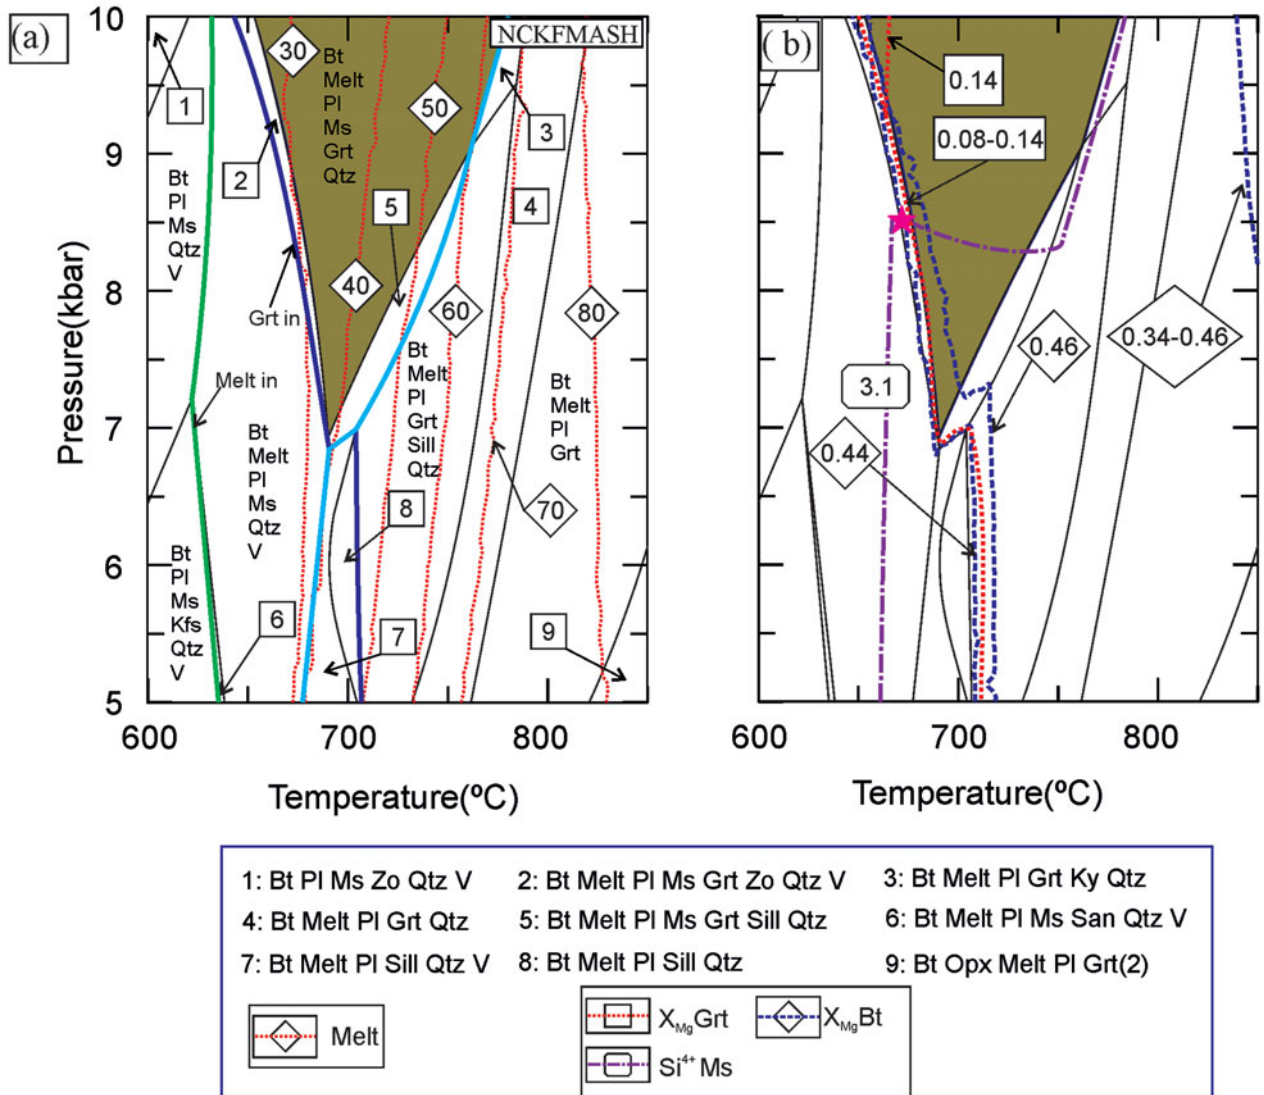 (a)
NCKFMASH
10
9
8
7
6
5
Pressure(kbar)
600
700
800
Temperature(ºC)
1
2
3
4
5
6
7
8
9
30
40
50
60
70
80
Bt
Melt
Pl
Ms
Grt
Qtz
Bt
Pl
Ms
Qtz
V
Grt in
Melt in
Bt
Melt
Pl
Ms
Qtz
V
Bt
Pl
Ms
Kfs
Qtz
V
Bt
Melt
Pl
Grt
Sill
Qtz
Bt
Melt
Pl
Grt
(b)
10
9
8
7
6
5
0.14
0.08-0.14
0.34-0.46
0.46
3.1
0.44
600
700
800
Temperature(ºC)
1: Bt Pl Ms Zo Qtz V
2: Bt Melt Pl Ms Grt Zo Qtz V
3: Bt Melt Pl Grt Ky Qtz
4: Bt Melt Pl Grt Qtz
5: Bt Melt Pl Ms Grt Sill Qtz
6: Bt Melt Pl Ms San Qtz V
7: Bt Melt Pl Sill Qtz V
8: Bt Melt Pl Sill Qtz
9: Bt Opx Melt Pl Grt(2)
Melt
XMgGrt
XMgBt
Si4+ Ms